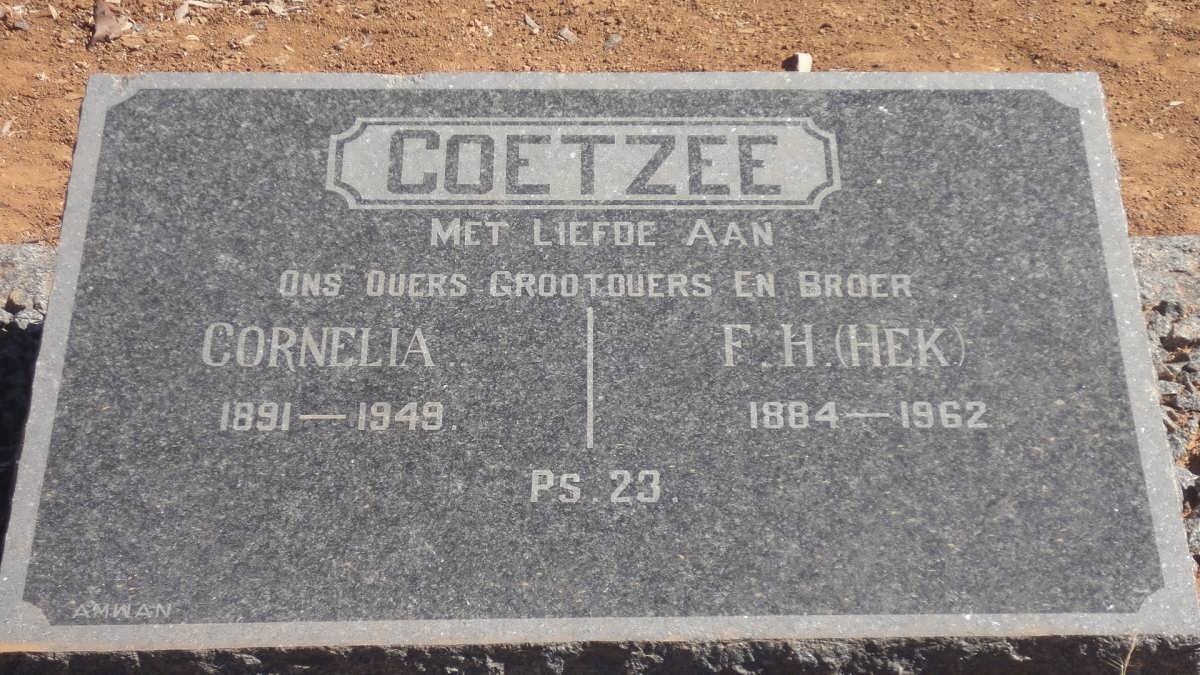 COETZEE
MET LIEFDE AAN
ONS OUERS GROOTOUERS EN BROER
CORNELIA
1891—1949.
F.H.(HEK)
1884—1962.
PS. 23.
AMWAN